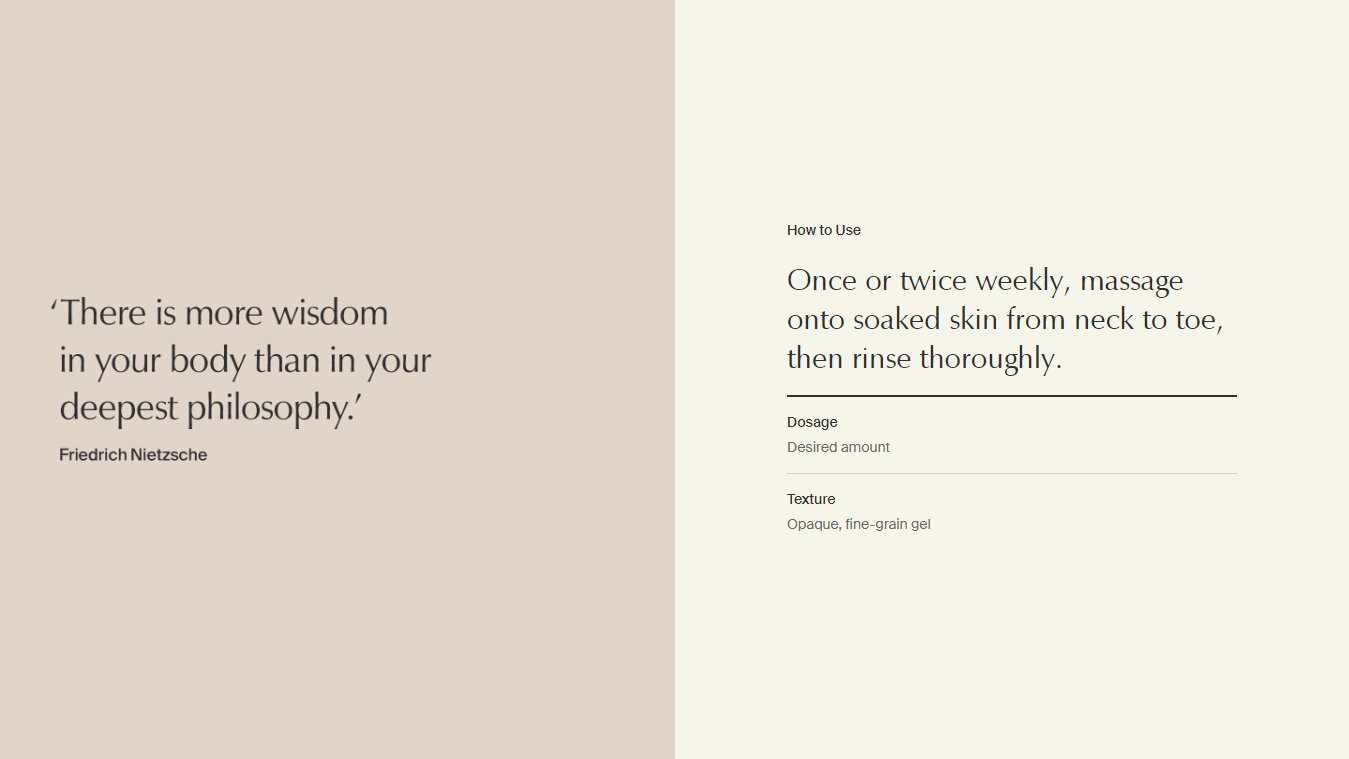 ‘There is more wisdom
in your body than in your
deepest philosophy.’
Friedrich Nietzsche
How to Use
Once or twice weekly, massage
onto soaked skin from neck to toe,
then rinse thoroughly.
Dosage
Desired amount
Texture
Opaque, fine-grain gel